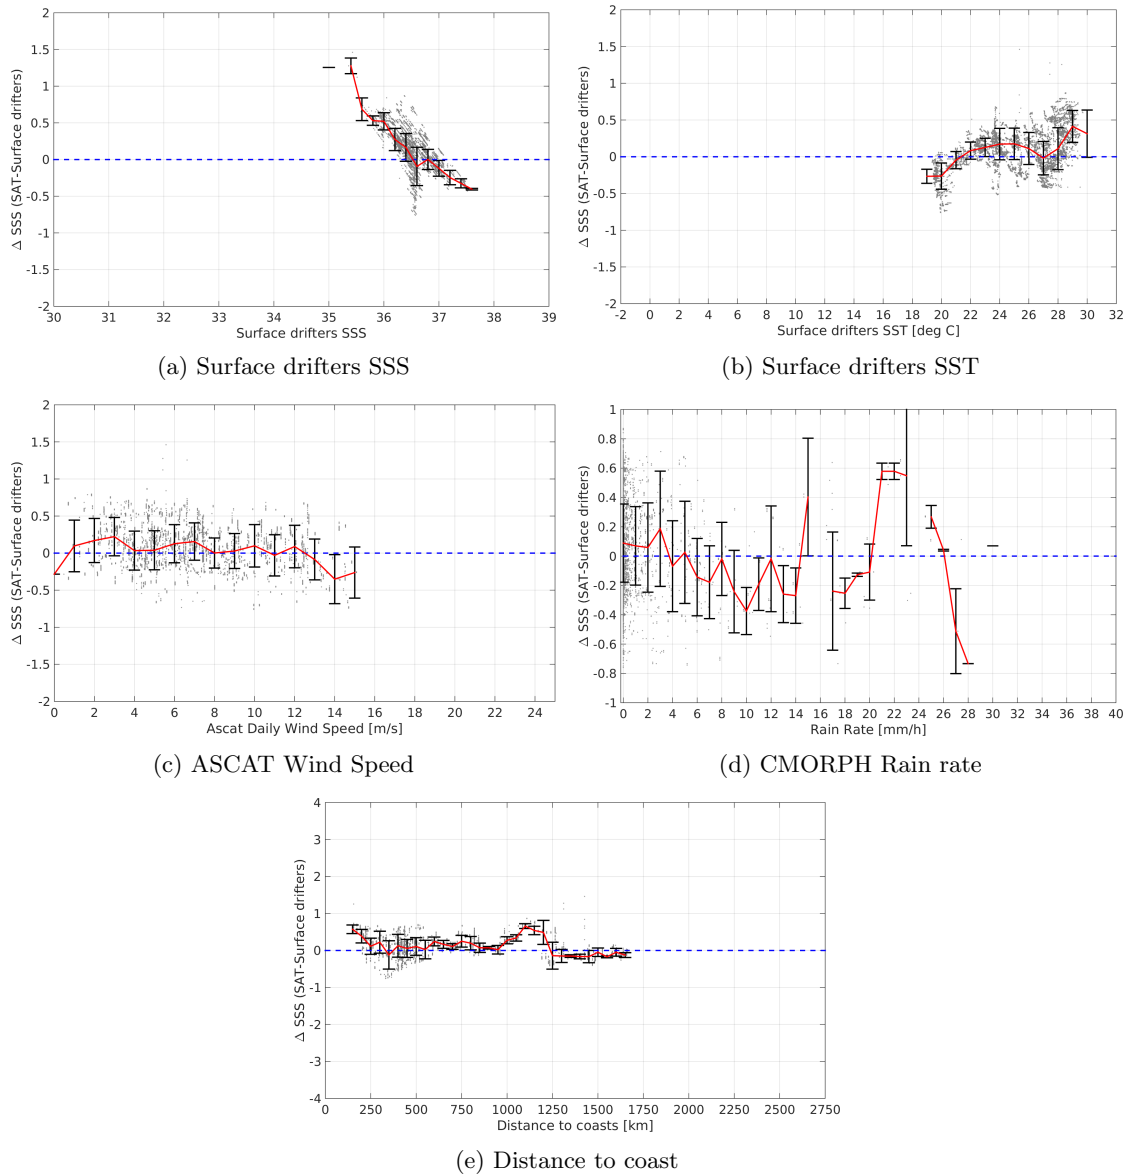 2
1.5
1
0.5
0
-0.5
-1
-1.5
-2
Δ SSS (SAT-Surface drifters)
30 31 32 33 34 35 36 37 38 39
Surface drifters SSS
(a) Surface drifters SSS
2
1.5
1
0.5
0
-0.5
-1
-1.5
-2
Δ SSS (SAT-Surface drifters)
-2 0 2 4 6 8 10 12 14 16 18 20 22 24 26 28 30 32
Surface drifters SST [deg C]
(b) Surface drifters SST
2
1.5
1
0.5
0
-0.5
-1
-1.5
-2
Δ SSS (SAT-Surface drifters)
0 2 4 6 8 10 12 14 16 18 20 22 24
Ascat Daily Wind Speed [m/s]
(c) ASCAT Wind Speed
1
0.8
0.6
0.4
0.2
0
-0.2
-0.4
-0.6
-0.8
-1
Δ SSS (SAT-Surface drifters)
0 2 4 6 8 10 12 14 16 18 20 22 24 26 28 30 32 34 36 38 40
Rain Rate [mm/h]
(d) CMORPH Rain rate
4
3
2
1
0
-1
-2
-3
-4
Δ SSS (SAT-Surface drifters)
0 250 500 750 1000 1250 1500 1750 2000 2250 2500 2750
Distance to coasts [km]
(e) Distance to coast